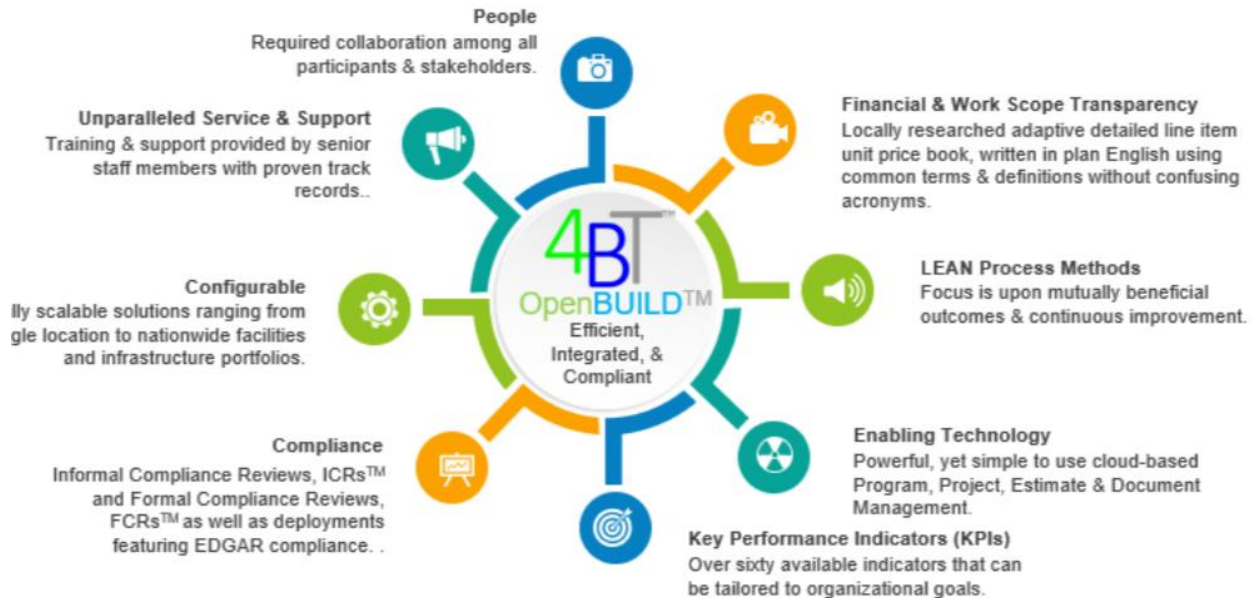 People
Required collaboration among all
participants & stakeholders.
Financial & Work Scope Transparency
Locally researched adaptive detailed line item
unit price book, written in plan English using
common terms & definitions without confusing
acronyms.
LEAN Process Methods
Focus is upon mutually beneficial
outcomes & continuous improvement.
Enabling Technology
Powerful, yet simple to use cloud-based
Program, Project, Estimate & Document
Management.
Key Performance Indicators (KPIs)
Over sixty available indicators that can
be tailored to organizational goals.
Compliance
Informal Compliance Reviews, ICRs™
and Formal Compliance Reviews,
FCRs™ as well as deployments
featuring EDGAR compliance. .
Configurable
lly scalable solutions ranging from
gle location to nationwide facilities
and infrastructure portfolios.
Unparalleled Service & Support
Training & support provided by senior
staff members with proven track
records..
4BT™
OpenBUILD™
Efficient,
Integrated, &
Compliant